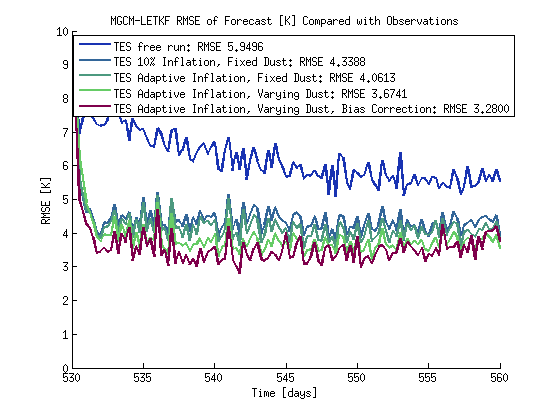 MGCM-LETKF RMSE of Forecast [K] Compared with Observations
TES free run: RMSE 5.9496
TES 10% Inflation, Fixed Dust: RMSE 4.3388
TES Adaptive Inflation, Fixed Dust: RMSE 4.0613
TES Adaptive Inflation, Varying Dust: RMSE 3.6741
TES Adaptive Inflation, Varying Dust, Bias Correction: RMSE 3.2800
10
9
8
7
6
5
4
3
2
1
0
RMSE [K]
530 535 540 545 550 555 560
Time [days]